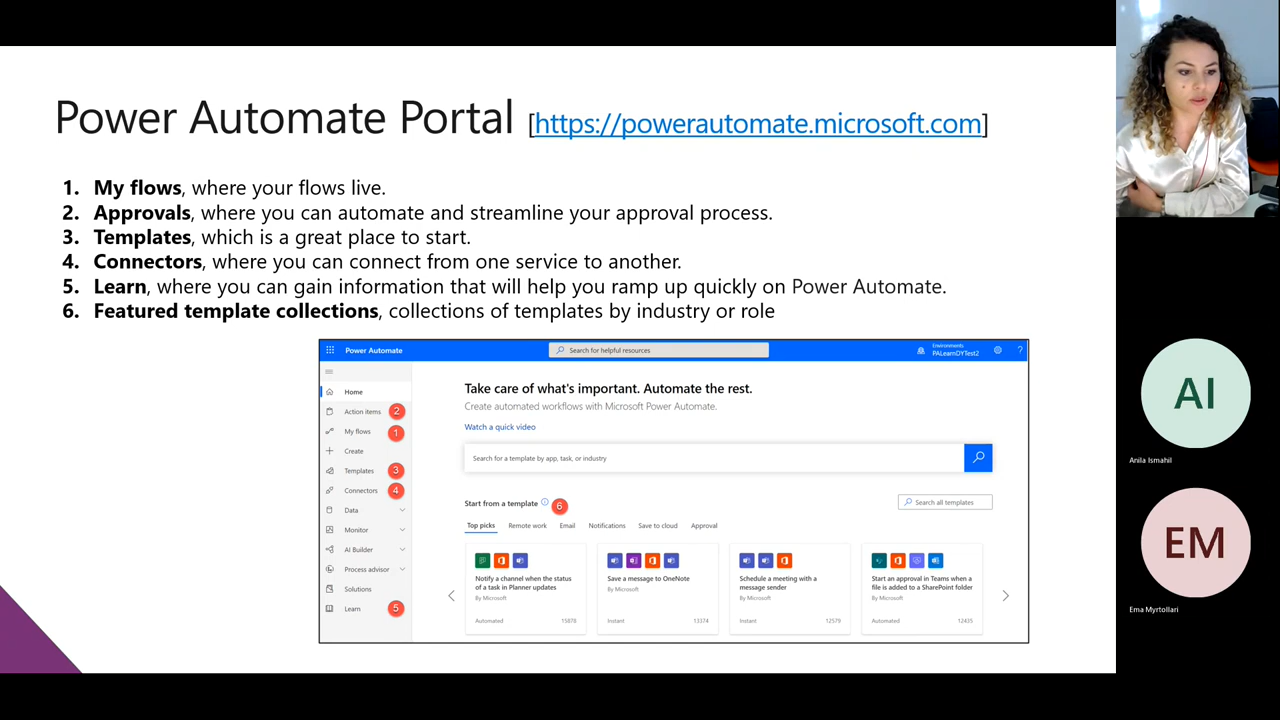 Power Automate Portal [https://powerautomate.microsoft.com]
1. My flows, where your flows live.
2. Approvals, where you can automate and streamline your approval process.
3. Templates, which is a great place to start.
4. Connectors, where you can connect from one service to another.
5. Learn, where you can gain information that will help you ramp up quickly on Power Automate.
6. Featured template collections, collections of templates by industry or role
Power Automate
Search for helpful resources
Environments
PALearnDYTest2
?
Home
Action items 2
My flows 1
Create
Templates 3
Connectors 4
Data
Monitor
AI Builder
Process advisor
Solutions
Learn 5
Take care of what's important. Automate the rest.
Create automated workflows with Microsoft Power Automate.
Watch a quick video
Search for a template by app, task, or industry
Start from a template 6
Search all templates
Top picks Remote work Email Notifications Save to cloud Approval
Notify a channel when the status
of a task in Planner updates
By Microsoft
Automated 15878
Save a message to OneNote
By Microsoft
Instant 13374
Schedule a meeting with a
message sender
By Microsoft
Instant 12579
Start an approval in Teams when a
file is added to a SharePoint folder
By Microsoft
Automated 12435
AI
Anila Ismahil
EM
Ema Myrtollari